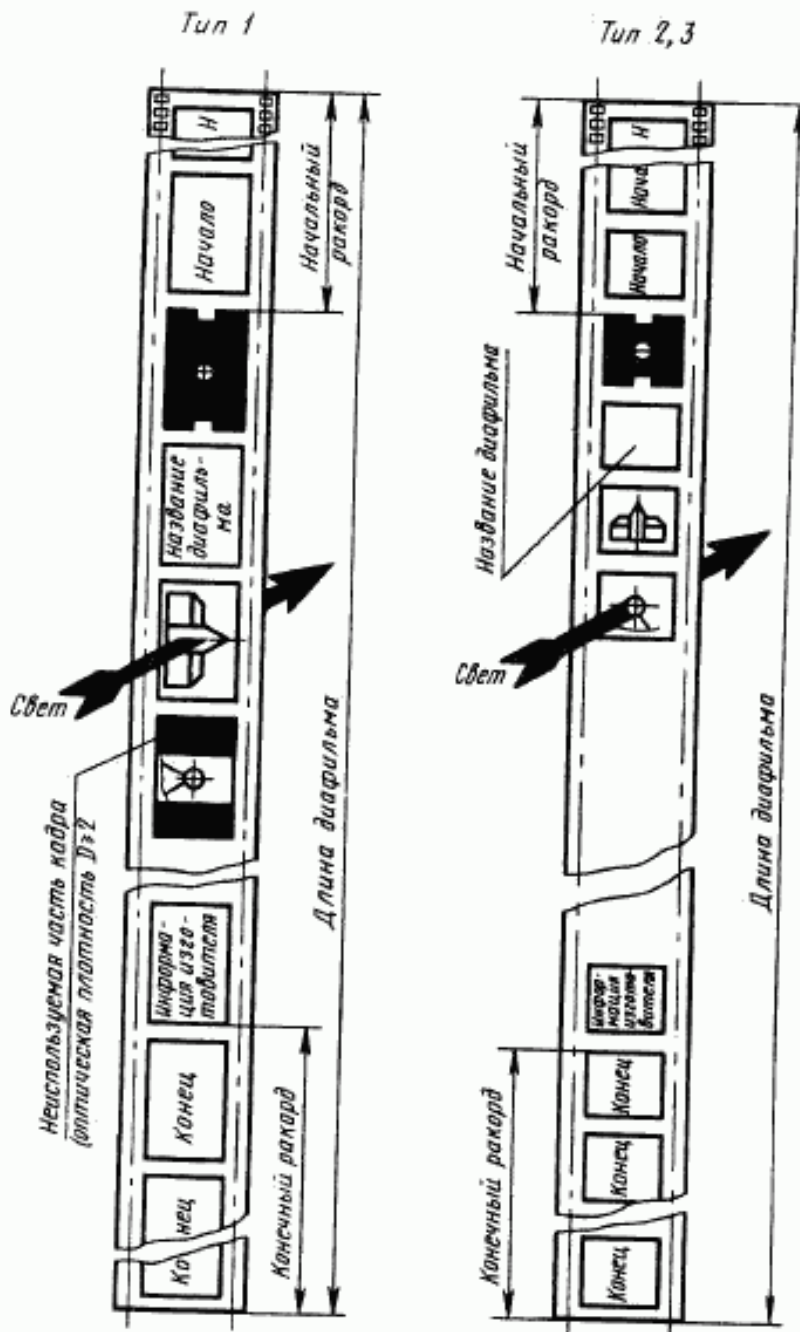 Тип 1
Н
Начало
Начальный
ракорд
Название
диафиль-
ма
Свет
Неиспользуемая часть кадра
(оптическая плотность D≥2
Длина диафильма
Информа-
ция изго-
товителя
Конец
нец
Ко
Конечный ракорд
Тип 2, 3
Н
Нача
Начало
Начальный
ракорд
Название диафильма
Свет
Длина диафильма
Инфор-
мация
изгото-
вителя
Конец
Конец
Конец
Конечный ракорд